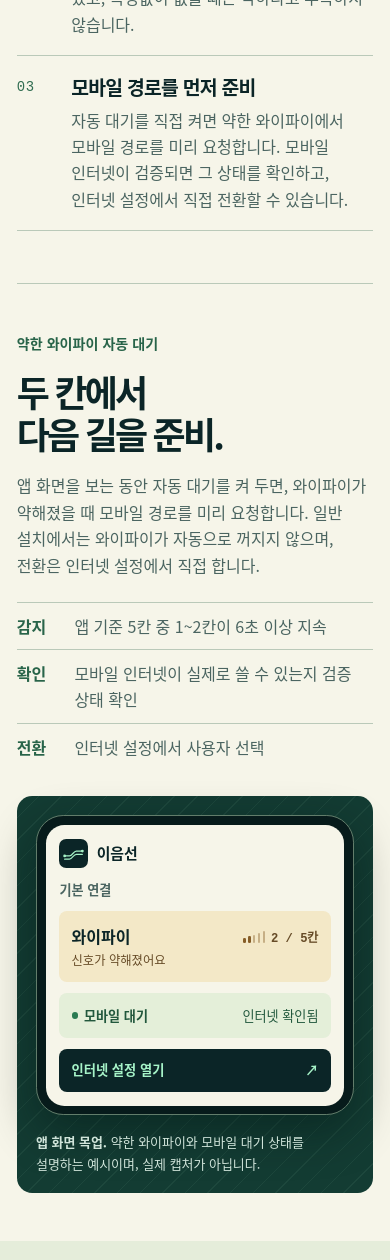 않습니다.
03
모바일 경로를 먼저 준비
자동 대기를 직접 켜면 약한 와이파이에서
모바일 경로를 미리 요청합니다. 모바일
인터넷이 검증되면 그 상태를 확인하고,
인터넷 설정에서 직접 전환할 수 있습니다.
약한 와이파이 자동 대기
두 칸에서
다음 길을 준비.
앱 화면을 보는 동안 자동 대기를 켜 두면, 와이파이가
약해졌을 때 모바일 경로를 미리 요청합니다. 일반
설치에서는 와이파이가 자동으로 꺼지지 않으며,
전환은 인터넷 설정에서 직접 합니다.
감지 앱 기준 5칸 중 1~2칸이 6초 이상 지속
확인 모바일 인터넷이 실제로 쓸 수 있는지 검증
상태 확인
전환 인터넷 설정에서 사용자 선택
이음선
기본 연결
와이파이 2 / 5칸
신호가 약해졌어요
모바일 대기 인터넷 확인됨
인터넷 설정 열기 ↗
앱 화면 목업. 약한 와이파이와 모바일 대기 상태를
설명하는 예시이며, 실제 캡처가 아닙니다.